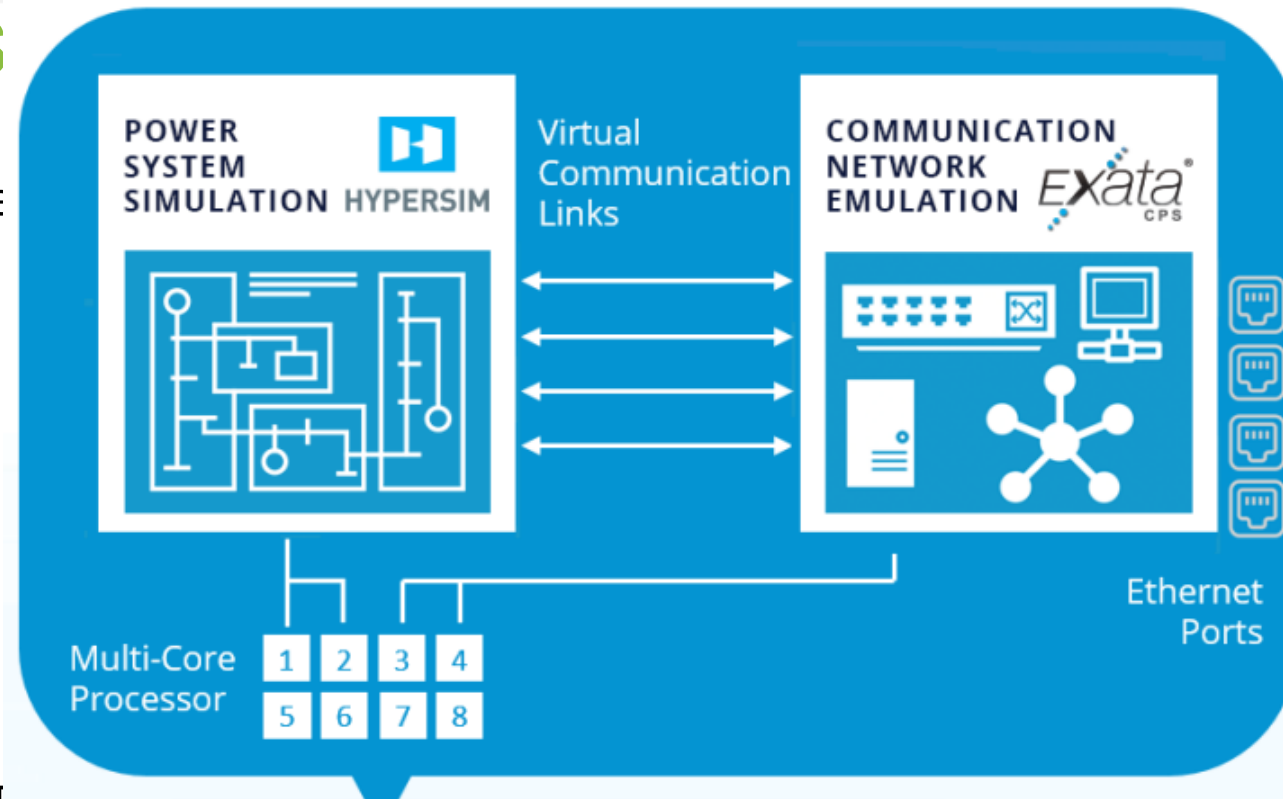 POWER
SYSTEM
SIMULATION
HYPERSIM
Virtual
Communication
Links
COMMUNICATION
NETWORK
EMULATION
EXata®
CPS
Ethernet
Ports
Multi-Core
Processor
1 2 3 4
5 6 7 8